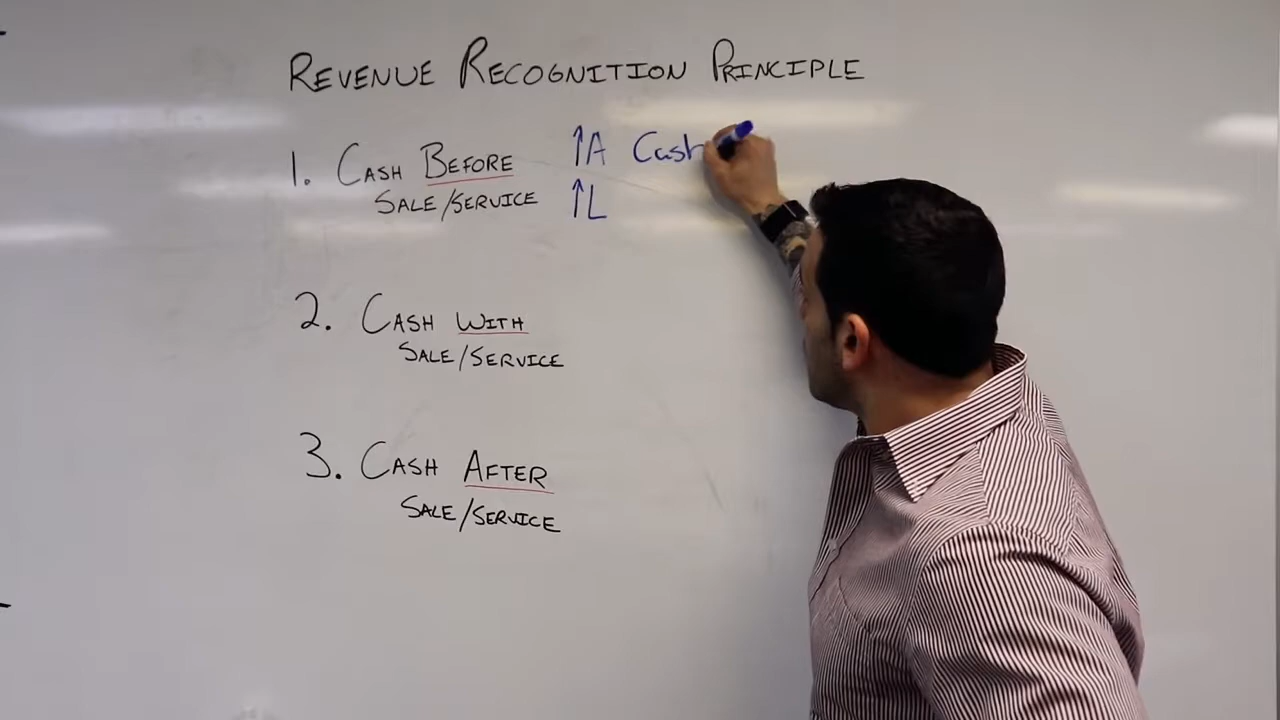 REVENUE RECOGNITION PRINCIPLE
1. CASH BEFORE ↑A Cash
SALE/SERVICE ↑L
2. CASH WITH
SALE/SERVICE
3. CASH AFTER
SALE/SERVICE